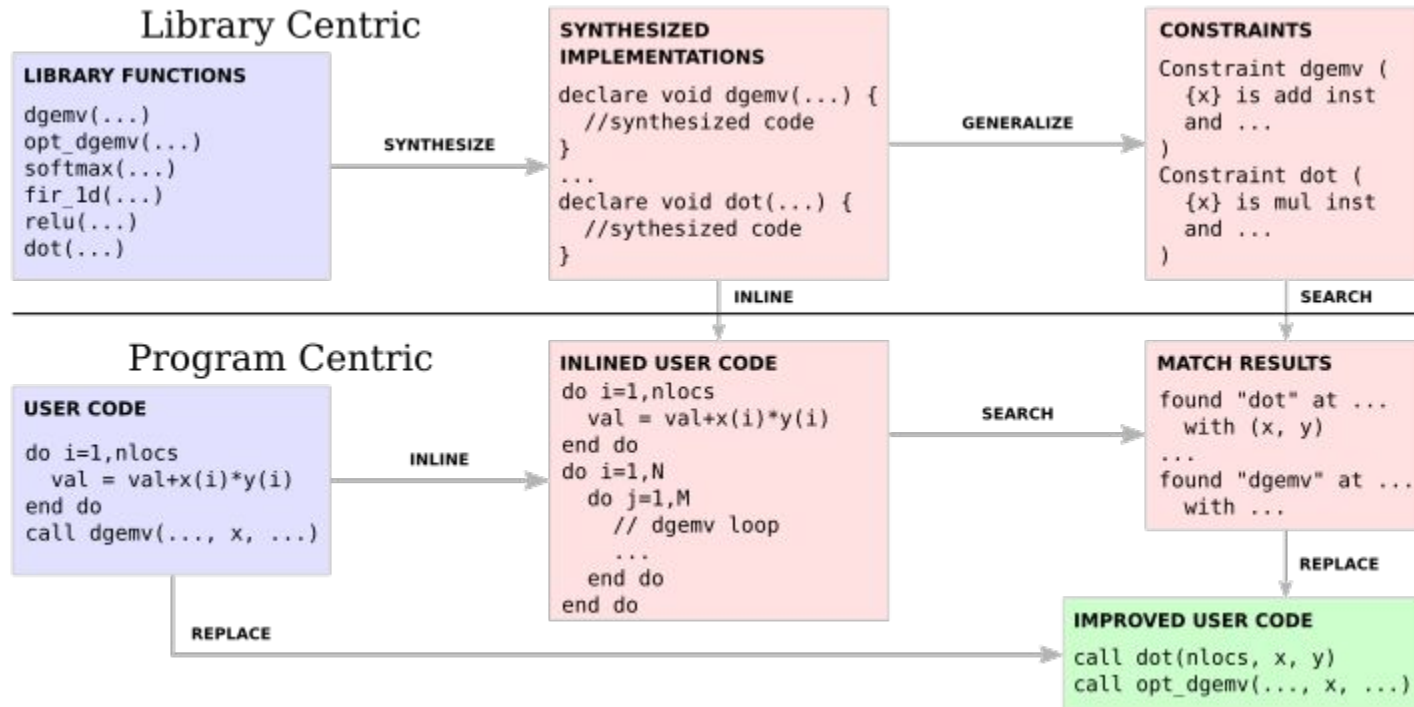 Library Centric
LIBRARY FUNCTIONS
dgemv(...)
opt_dgemv(...)
softmax(...)
fir_1d(...)
relu(...)
dot(...)
SYNTHESIZE
SYNTHESIZED
IMPLEMENTATIONS
declare void dgemv(...) {
  //synthesized code
}
...
declare void dot(...) {
  //sythesized code
}
GENERALIZE
CONSTRAINTS
Constraint dgemv (
  {x} is add inst
  and ...
)
Constraint dot (
  {x} is mul inst
  and ...
)
INLINE
SEARCH
Program Centric
USER CODE
do i=1,nlocs
  val = val+x(i)*y(i)
end do
call dgemv(..., x, ...)
INLINE
INLINED USER CODE
do i=1,nlocs
  val = val+x(i)*y(i)
end do
do i=1,N
  do j=1,M
    // dgemv loop
    ...
  end do
end do
SEARCH
MATCH RESULTS
found "dot" at ...
  with (x, y)
...
found "dgemv" at ...
  with ...
REPLACE
REPLACE
IMPROVED USER CODE
call dot(nlocs, x, y)
call opt_dgemv(..., x, ...)